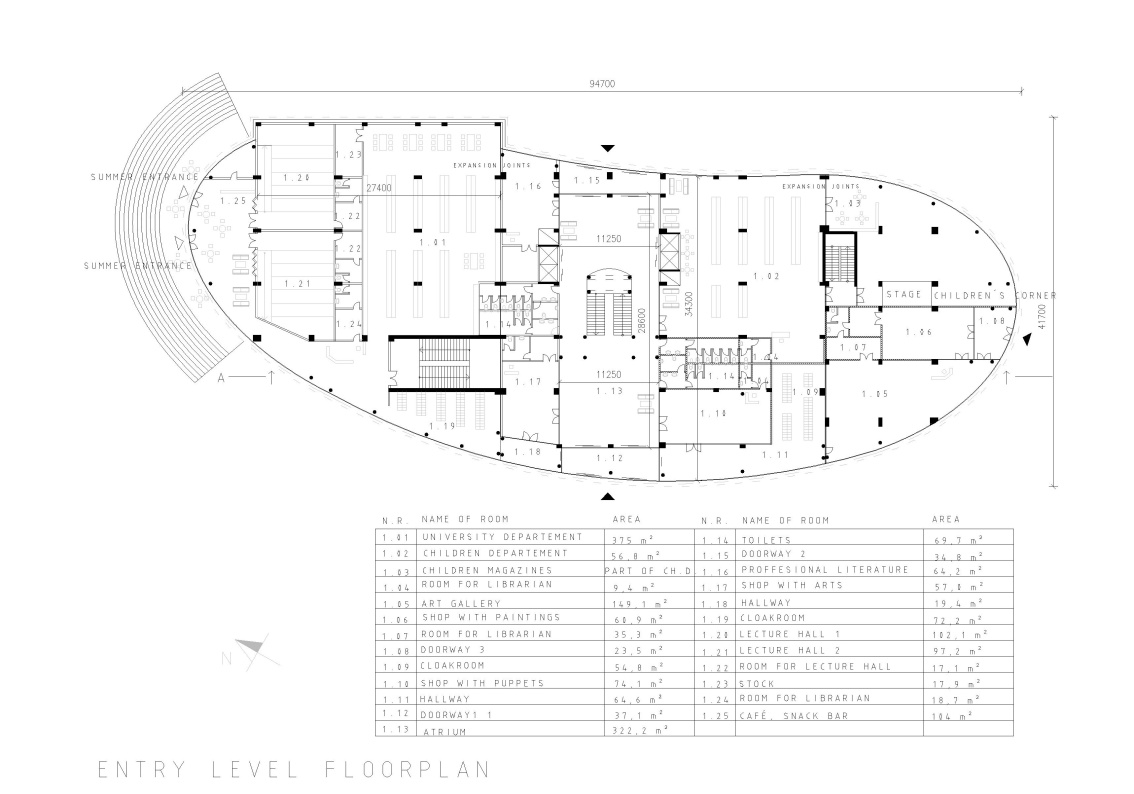 94700
SUMMER ENTRANCE
SUMMER ENTRANCE
EXPANSION JOINTS
EXPANSION JOINTS
1.20
1.23
1.25
1.22
1.22
1.21
1.24
27400
1.01
1.16
1.15
11250
1.02
1.03
34300
28600
STAGE
CHILDREN'S CORNER
41700
1.14
1.06
1.08
1.07
1.17
11250
1.13
1.14
1.04
1.09
1.05
1.10
1.19
1.18
1.12
1.11
A
N.R. NAME OF ROOM AREA N.R. NAME OF ROOM AREA
1.01 UNIVERSITY DEPARTEMENT 375 m² 1.14 TOILETS 69,7 m²
1.02 CHILDREN DEPARTEMENT 56,8 m² 1.15 DOORWAY 2 34,8 m²
1.03 CHILDREN MAGAZINES PART OF CH.D. 1.16 PROFFESIONAL LITERATURE 64,2 m²
1.04 ROOM FOR LIBRARIAN 9,4 m² 1.17 SHOP WITH ARTS 57,0 m²
1.05 ART GALLERY 149,1 m² 1.18 HALLWAY 19,4 m²
1.06 SHOP WITH PAINTINGS 60,9 m² 1.19 CLOAKROOM 72,2 m²
1.07 ROOM FOR LIBRARIAN 35,3 m² 1.20 LECTURE HALL 1 102,1 m²
1.08 DOORWAY 3 23,5 m² 1.21 LECTURE HALL 2 97,2 m²
1.09 CLOAKROOM 54,8 m² 1.22 ROOM FOR LECTURE HALL 17,1 m²
1.10 SHOP WITH PUPPETS 74,1 m² 1.23 STOCK 17,9 m²
1.11 HALLWAY 64,6 m² 1.24 ROOM FOR LIBRARIAN 18,7 m²
1.12 DOORWAY1 1 37,1 m² 1.25 CAFÉ, SNACK BAR 104 m²
1.13 ATRIUM 322,2 m²
N
ENTRY LEVEL FLOORPLAN